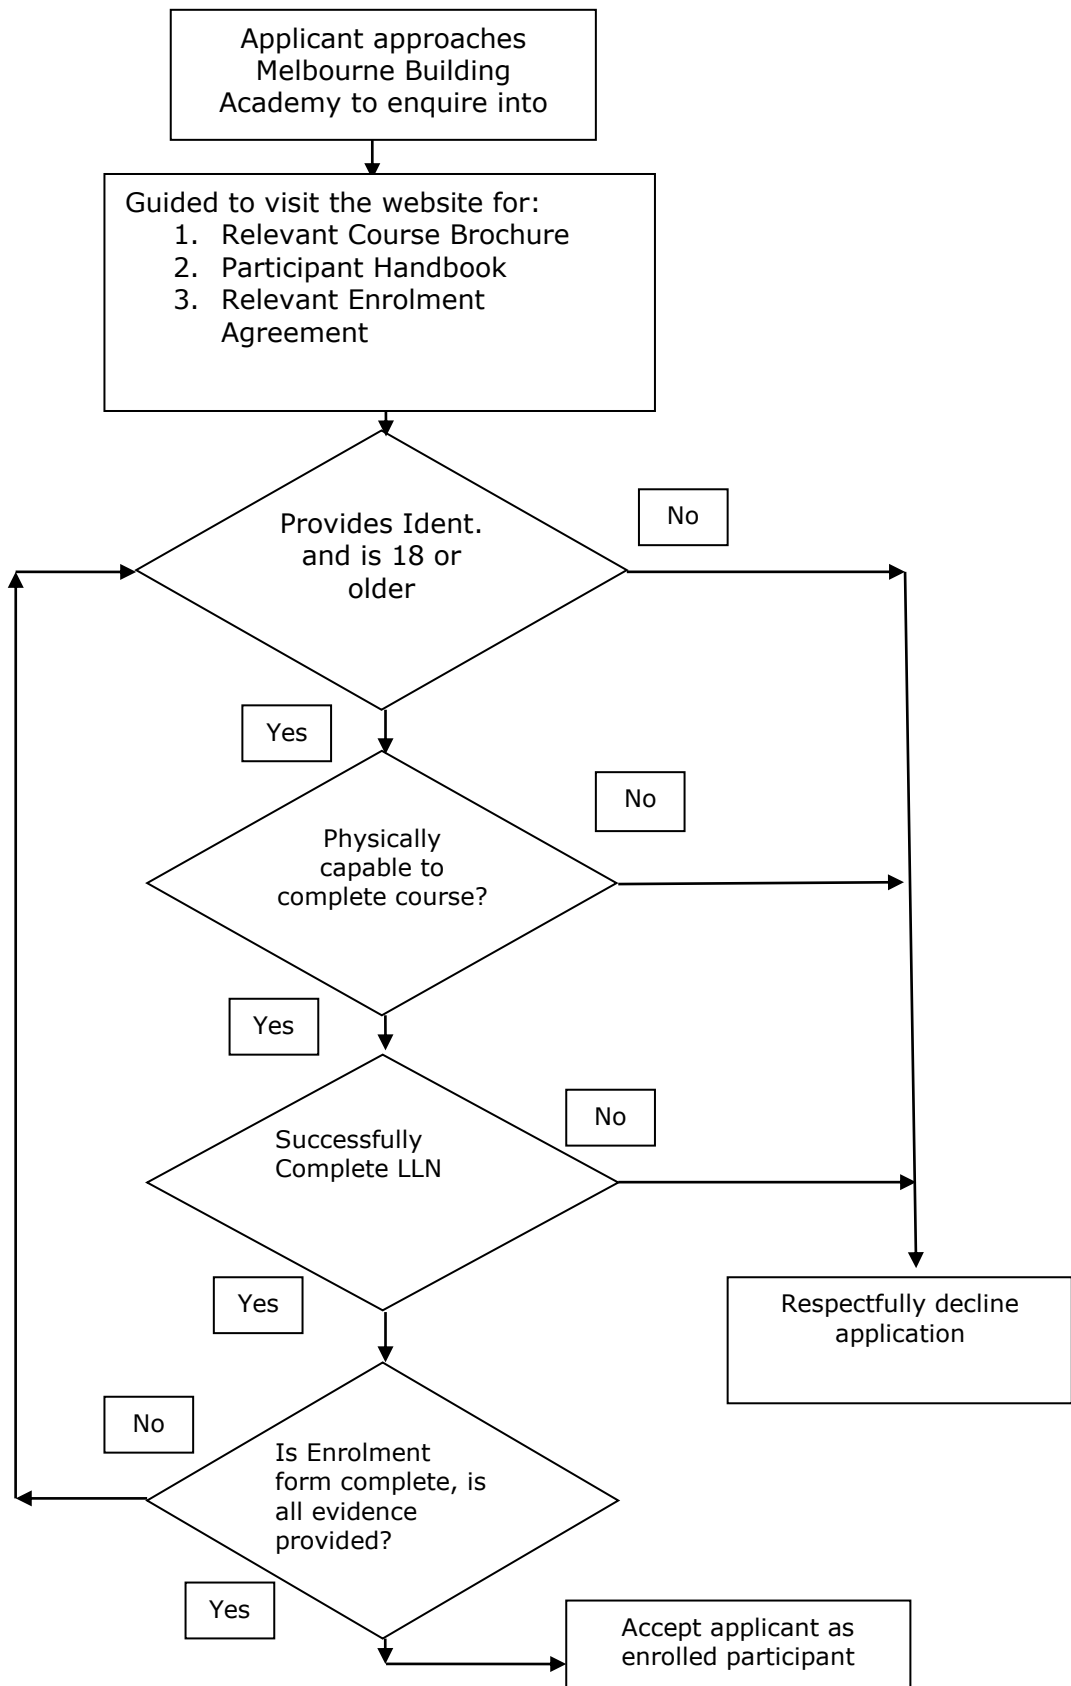 Applicant approaches
Melbourne Building
Academy to enquire into
Guided to visit the website for:
1. Relevant Course Brochure
2. Participant Handbook
3. Relevant Enrolment
Agreement
No
Provides Ident.
and is 18 or
older
Yes
No
Physically
capable to
complete course?
Yes
No
Successfully
Complete LLN
Yes
Respectfully decline
application
No
Is Enrolment
form complete, is
all evidence
provided?
Yes
Accept applicant as
enrolled participant